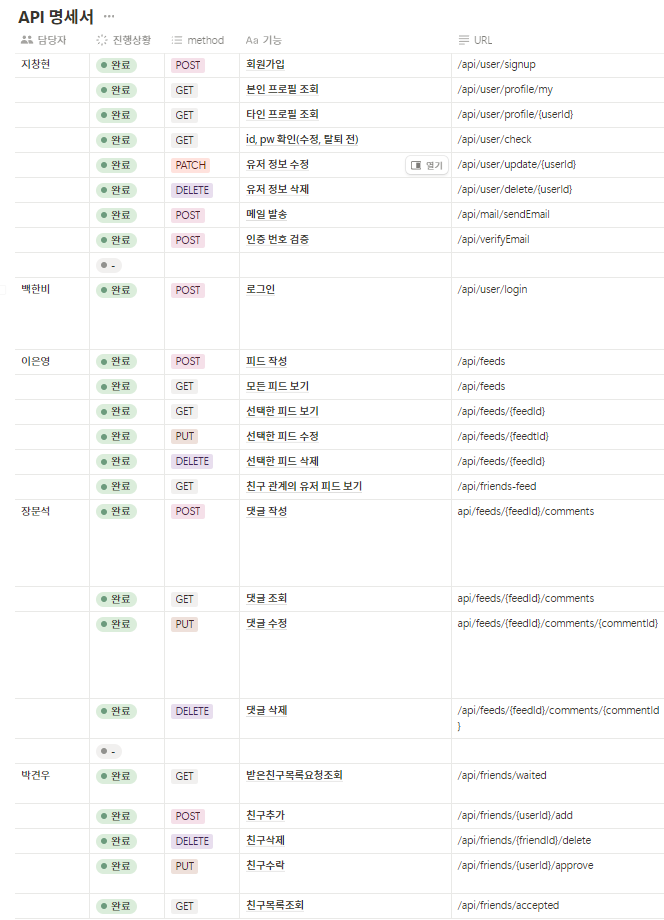 API 명세서 ···
담당자 진행상황 method Aa 기능 URL
지창현 완료 POST 회원가입 /api/user/signup
완료 GET 본인 프로필 조회 /api/user/profile/my
완료 GET 타인 프로필 조회 /api/user/profile/{userId}
완료 GET id, pw 확인(수정, 탈퇴 전) /api/user/check
완료 PATCH 유저 정보 수정 열기 /api/user/update/{userId}
완료 DELETE 유저 정보 삭제 /api/user/delete/{userId}
완료 POST 메일 발송 /api/mail/sendEmail
완료 POST 인증 번호 검증 /api/verifyEmail
-
백한비 완료 POST 로그인 /api/user/login
이은영 완료 POST 피드 작성 /api/feeds
완료 GET 모든 피드 보기 /api/feeds
완료 GET 선택한 피드 보기 /api/feeds/{feedId}
완료 PUT 선택한 피드 수정 /api/feeds/{feedtId}
완료 DELETE 선택한 피드 삭제 /api/feeds/{feedId}
완료 GET 친구 관계의 유저 피드 보기 /api/friends-feed
장문석 완료 POST 댓글 작성 api/feeds/{feedId}/comments
완료 GET 댓글 조회 api/feeds/{feedId}/comments
완료 PUT 댓글 수정 api/feeds/{feedId}/comments/{commentId}
완료 DELETE 댓글 삭제 /api/feeds/{feedId}/comments/{commentId
}
-
박견우 완료 GET 받은친구목록요청조회 /api/friends/waited
완료 POST 친구추가 /api/friends/{userId}/add
완료 DELETE 친구삭제 /api/friends/{friendId}/delete
완료 PUT 친구수락 /api/friends/{userId}/approve
완료 GET 친구목록조회 /api/friends/accepted